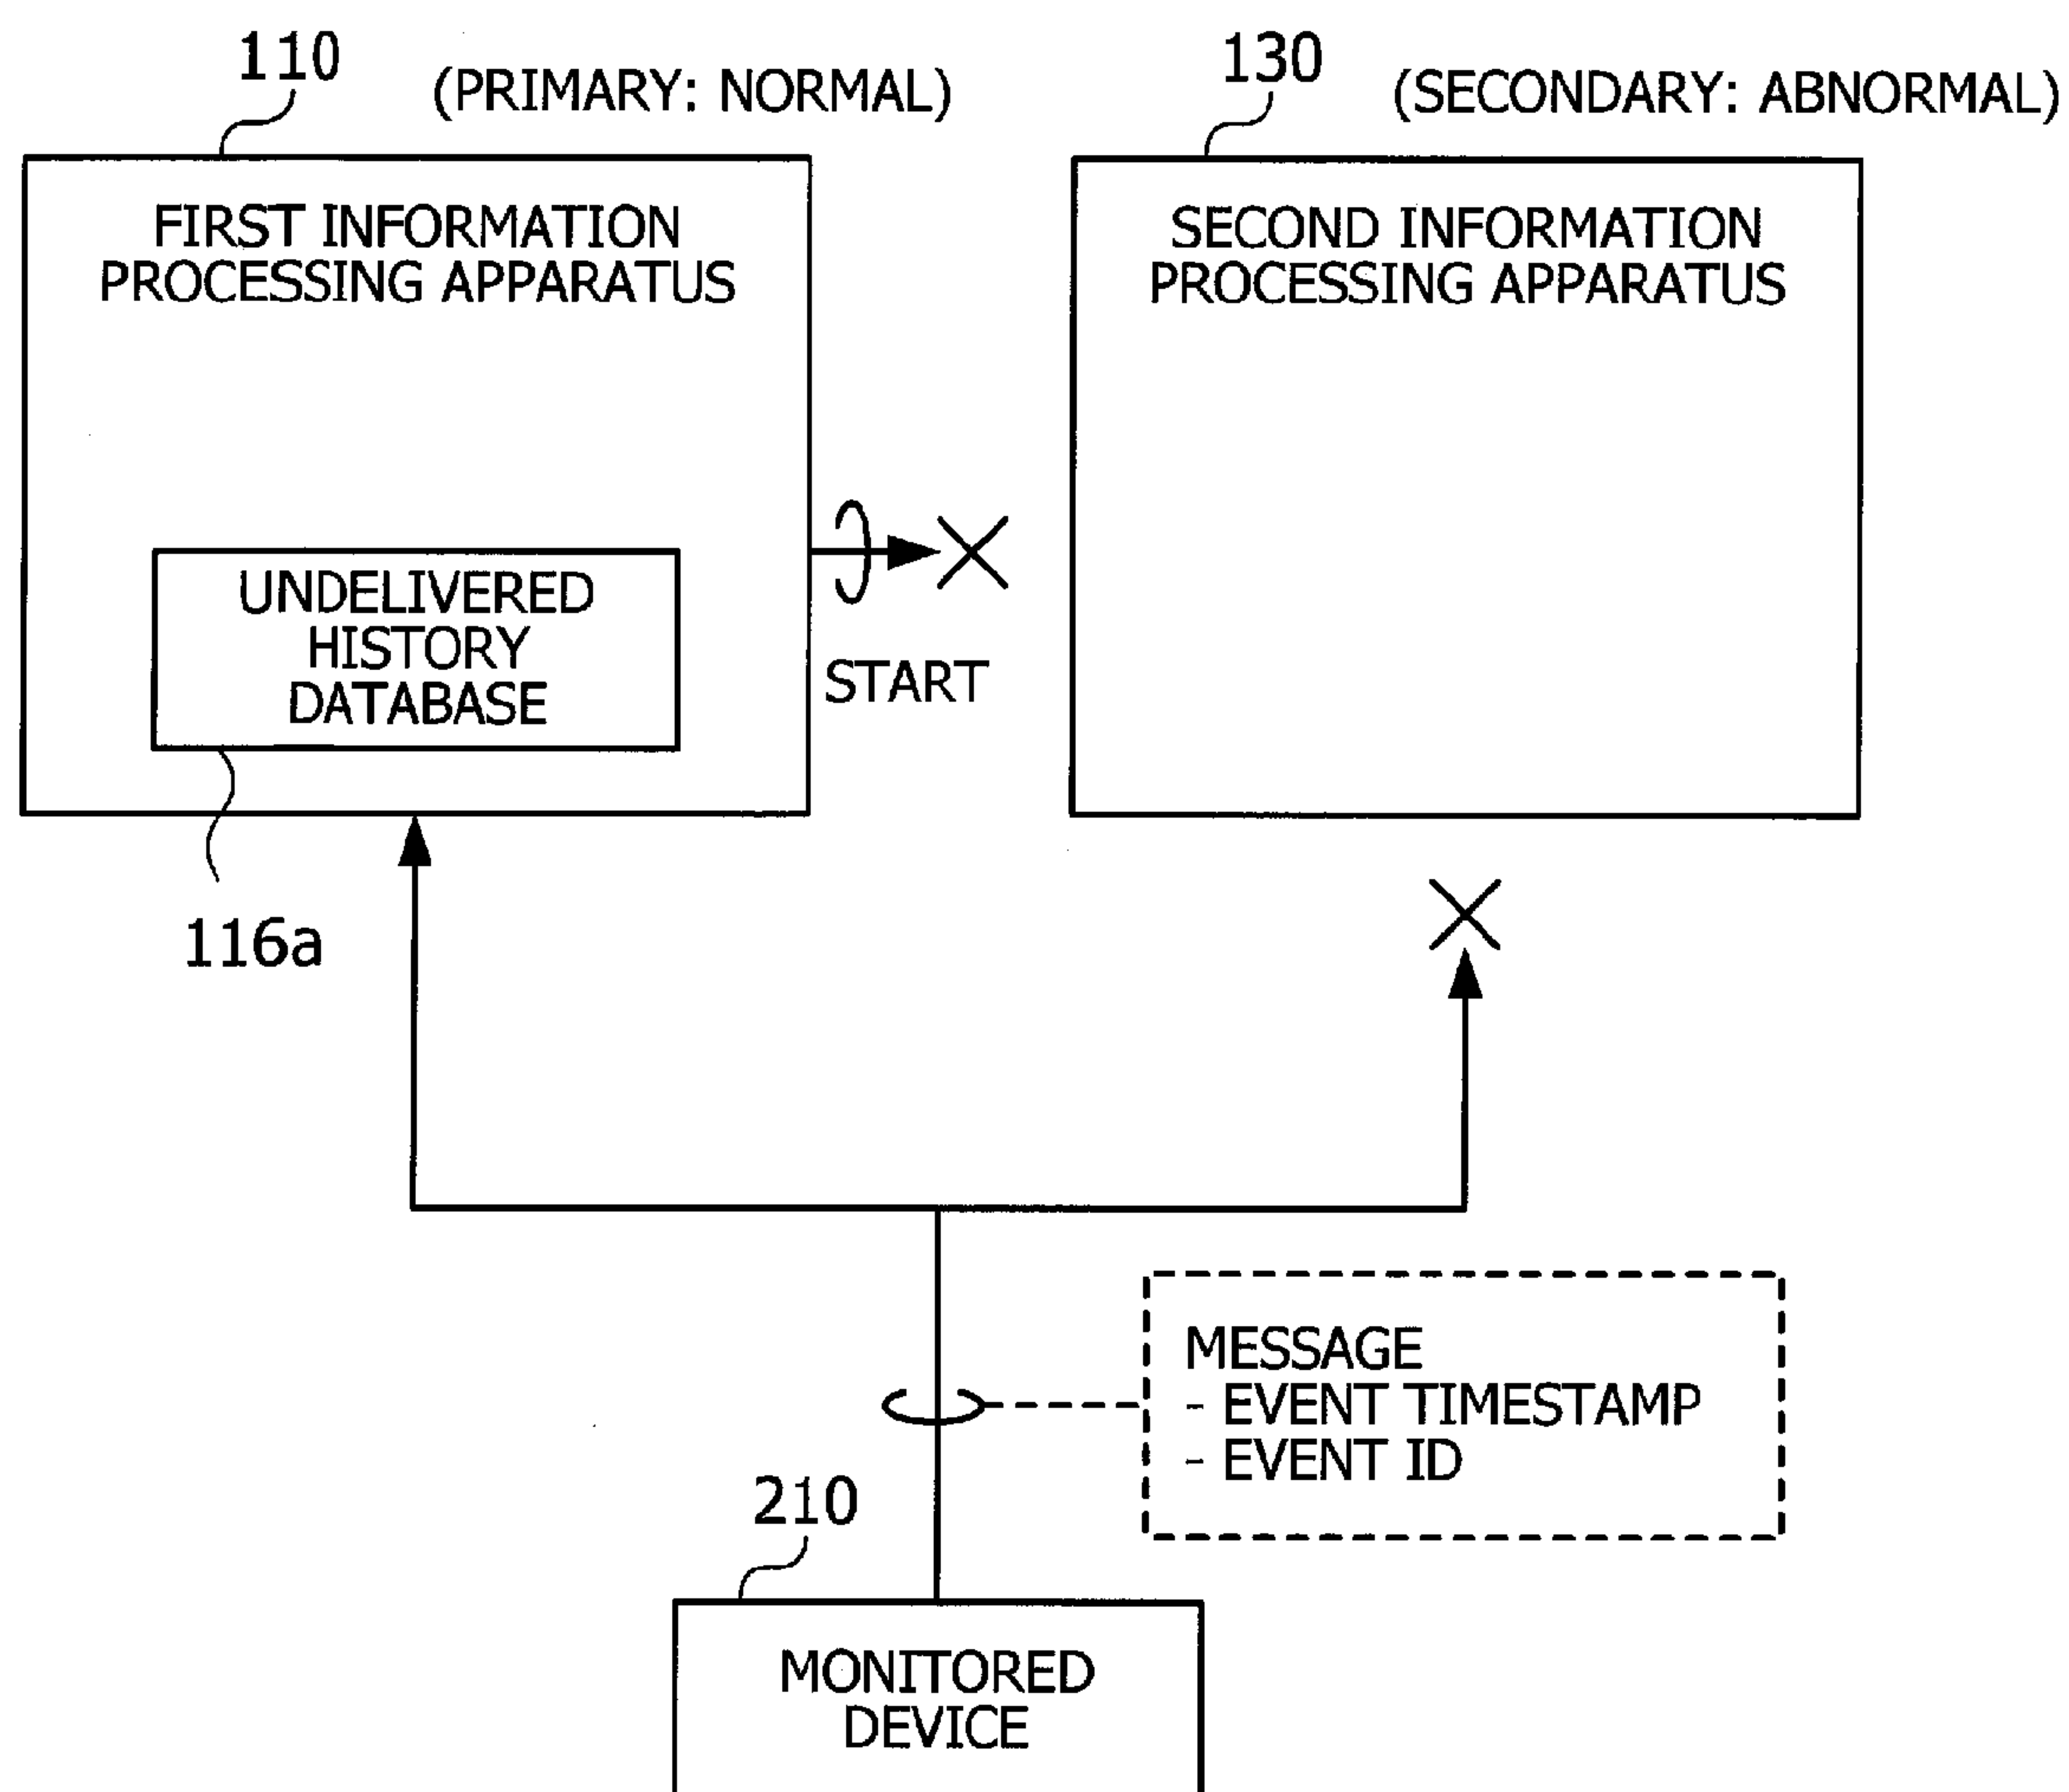 110
(PRIMARY: NORMAL)
130
(SECONDARY: ABNORMAL)
FIRST INFORMATION
PROCESSING APPARATUS
SECOND INFORMATION
PROCESSING APPARATUS
UNDELIVERED
HISTORY
DATABASE
START
116a
MESSAGE
- EVENT TIMESTAMP
- EVENT ID
210
MONITORED
DEVICE